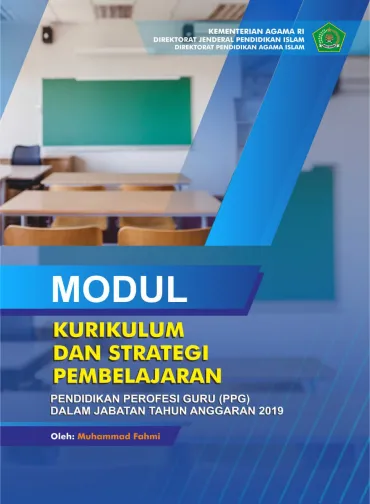 KEMENTERIAN AGAMA RI
DIREKTORAT JENDERAL PENDIDIKAN ISLAM
DIREKTORAT PENDIDIKAN AGAMA ISLAM
MODUL
KURIKULUM
DAN STRATEGI
PEMBELAJARAN
PENDIDIKAN PEROFESI GURU (PPG)
DALAM JABATAN TAHUN ANGGARAN 2019
Oleh: Muhammad Fahmi